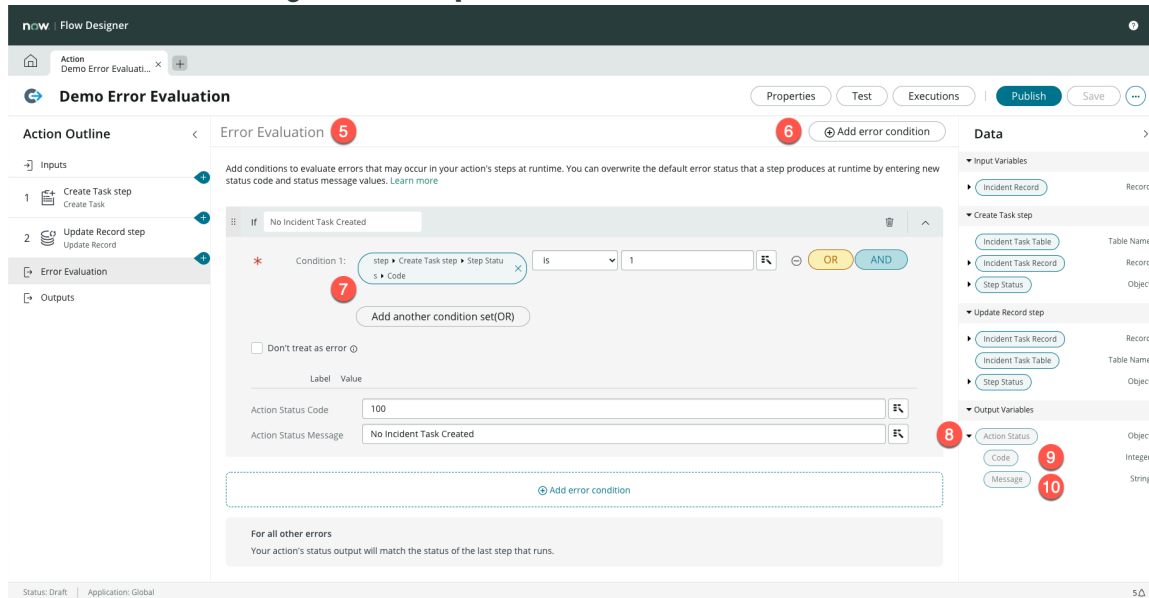 now Flow Designer
Action
Demo Error Evaluati...
Demo Error Evaluation
Properties
Test
Executions
Publish
Save
Action Outline
Inputs
1 Create Task step
Create Task
2 Update Record step
Update Record
Error Evaluation
Outputs
Error Evaluation 5
6 Add error condition
Add conditions to evaluate errors that may occur in your action's steps at runtime. You can overwrite the default error status that a step produces at runtime by entering new
status code and status message values. Learn more
If No Incident Task Created
* Condition 1: step ▸ Create Task step ▸ Step Statu
s ▸ Code
is
1
OR
AND
7
Add another condition set(OR)
Don't treat as error
Label Value
Action Status Code 100
Action Status Message No Incident Task Created
Add error condition
For all other errors
Your action's status output will match the status of the last step that runs.
Data
Input Variables
Incident Record Record
Create Task step
Incident Task Table Table Name
Incident Task Record Record
Step Status Object
Update Record step
Incident Task Record Record
Incident Task Table Table Name
Step Status Object
Output Variables
8 Action Status Object
Code 9 Integer
Message 10 String
Status: Draft Application: Global
5